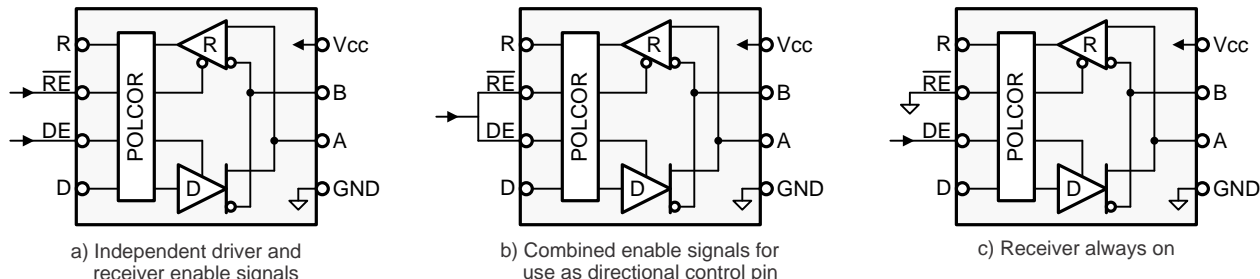 R
RE
DE
D
POLCOR
R
D
Vcc
B
A
GND
a) Independent driver and
receiver enable signals
R
RE
DE
D
POLCOR
R
D
Vcc
B
A
GND
b) Combined enable signals for
use as directional control pin
R
RE
DE
D
POLCOR
R
D
Vcc
B
A
GND
c) Receiver always on